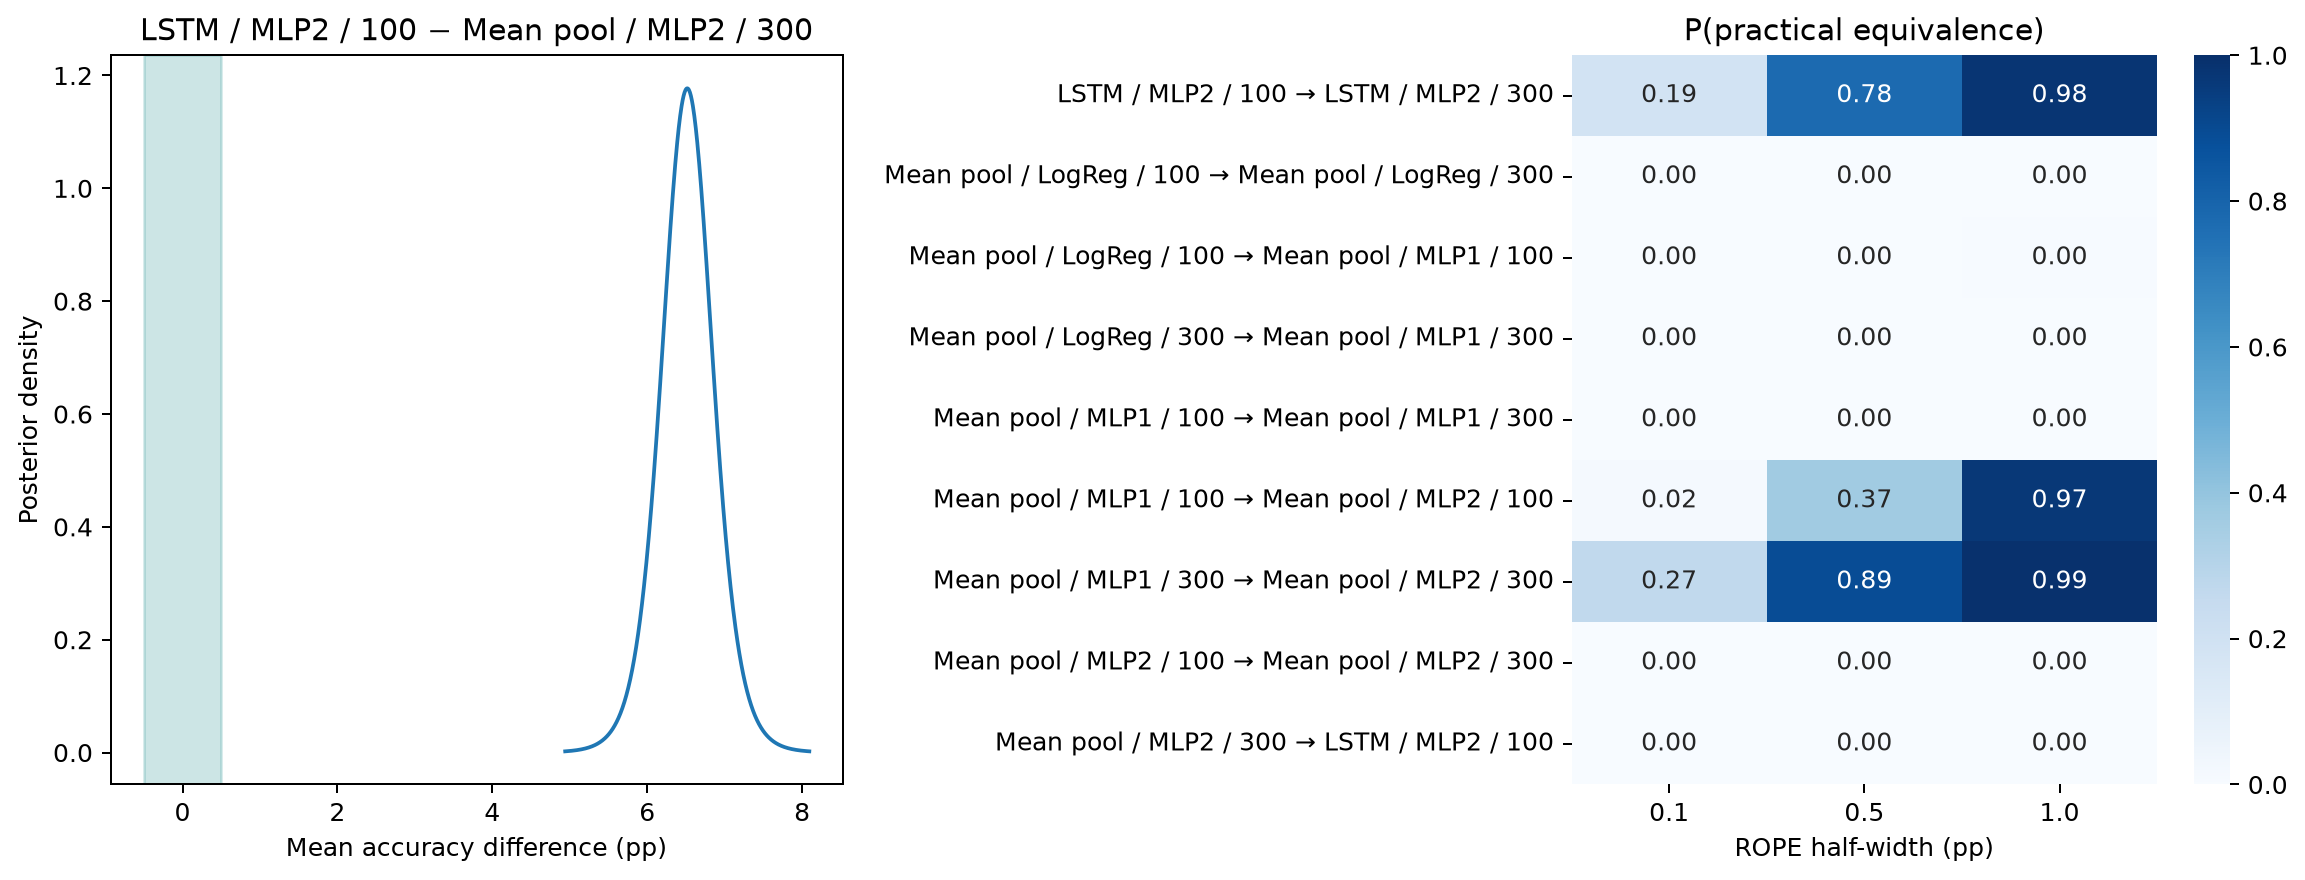 LSTM / MLP2 / 100 − Mean pool / MLP2 / 300
Posterior density
1.2
1.0
0.8
0.6
0.4
0.2
0.0
0 2 4 6 8
Mean accuracy difference (pp)
P(practical equivalence)
LSTM / MLP2 / 100 → LSTM / MLP2 / 300 0.19 0.78 0.98
Mean pool / LogReg / 100 → Mean pool / LogReg / 300 0.00 0.00 0.00
Mean pool / LogReg / 100 → Mean pool / MLP1 / 100 0.00 0.00 0.00
Mean pool / LogReg / 300 → Mean pool / MLP1 / 300 0.00 0.00 0.00
Mean pool / MLP1 / 100 → Mean pool / MLP1 / 300 0.00 0.00 0.00
Mean pool / MLP1 / 100 → Mean pool / MLP2 / 100 0.02 0.37 0.97
Mean pool / MLP1 / 300 → Mean pool / MLP2 / 300 0.27 0.89 0.99
Mean pool / MLP2 / 100 → Mean pool / MLP2 / 300 0.00 0.00 0.00
Mean pool / MLP2 / 300 → LSTM / MLP2 / 100 0.00 0.00 0.00
0.1 0.5 1.0
ROPE half-width (pp)
1.0
0.8
0.6
0.4
0.2
0.0